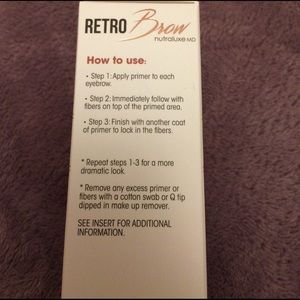 RETRO Brow
nutraluxe MD
How to use:
• Step 1: Apply primer to each
eyebrow.
• Step 2: Immediately follow with
fibers on top of the primed area.
• Step 3: Finish with another coat
of primer to lock in the fibers.
* Repeat steps 1-3 for a more
dramatic look.
* Remove any excess primer or
fibers with a cotton swab or Q tip
dipped in make up remover.
SEE INSERT FOR ADDITIONAL
INFORMATION.